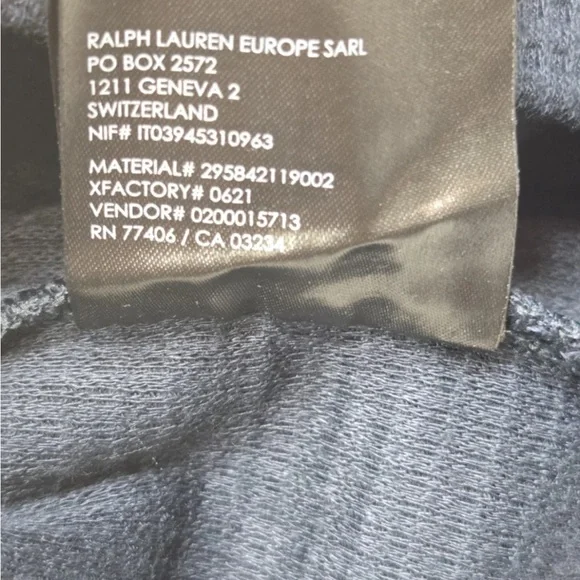 RALPH LAUREN EUROPE SARL
PO BOX 2572
1211 GENEVA 2
SWITZERLAND
NIF# IT03945310963
MATERIAL# 295842119002
XFACTORY# 0621
VENDOR# 0200015713
RN 77406 / CA 03234